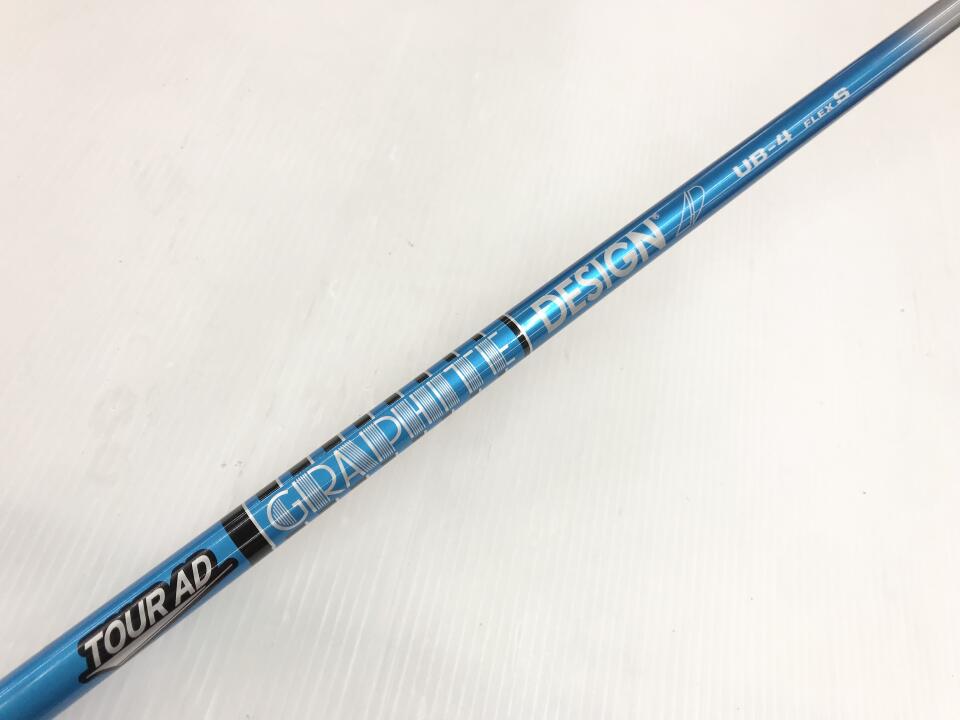 TOUR AD
GRAPHITE
DESIGN®
UB-4 FLEX S